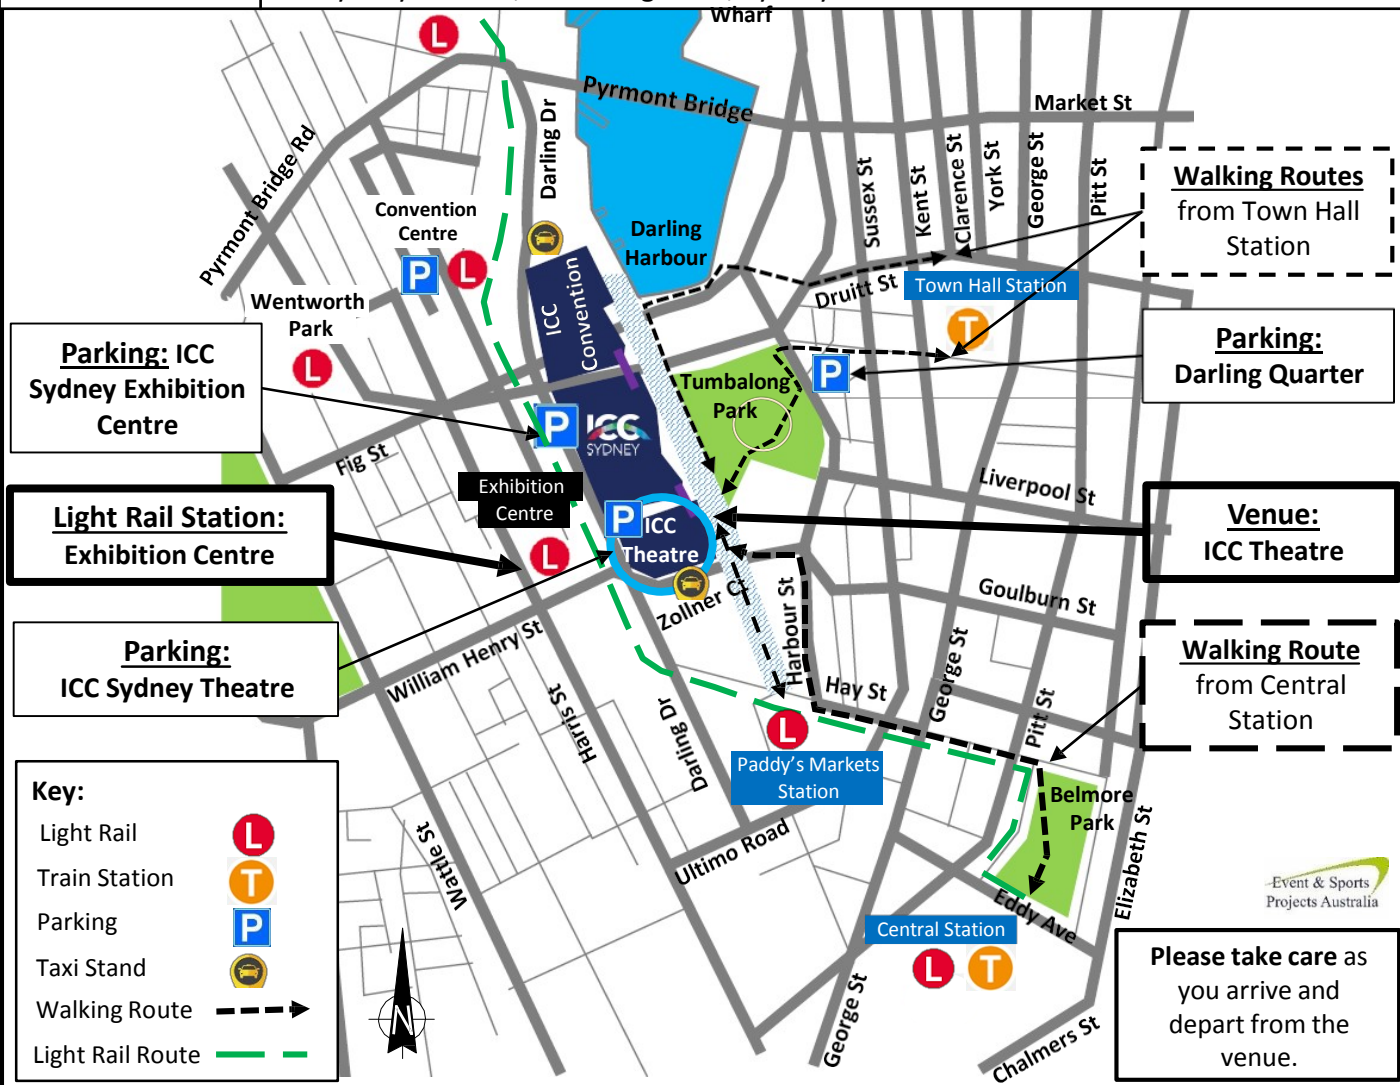 Wharf
Pyrmont Bridge
Market St
Darling Dr
Pyrmont Bridge Rd
Sussex St
Kent St
Clarence St
York St
George St
Pitt St
Walking Routes
from Town Hall
Station
Convention
Centre
P
L
L
Darling
Harbour
Druitt St
Town Hall Station
T
Wentworth
Park
L
ICC
Convention
Parking: ICC
Sydney Exhibition
Centre
Parking:
Darling Quarter
P
Tumbalong
Park
P
ICC
SYDNEY
Fig St
Exhibition
Centre
Liverpool St
Light Rail Station:
Exhibition Centre
P
ICC
Theatre
Venue:
ICC Theatre
L
Goulburn St
Zollner Ct
Harbour St
Parking:
ICC Sydney Theatre
William Henry St
Harris St
Darling Dr
Hay St
George St
Pitt St
Walking Route
from Central
Station
L
Paddy's Markets
Station
Belmore
Park
Ultimo Road
Wattle St
Elizabeth St
Eddy Ave
Central Station
L
T
George St
Chalmers St
Key:
Light Rail L
Train Station T
Parking P
Taxi Stand
Walking Route
Light Rail Route
N
Event & Sports
Projects Australia
Please take care as
you arrive and
depart from the
venue.